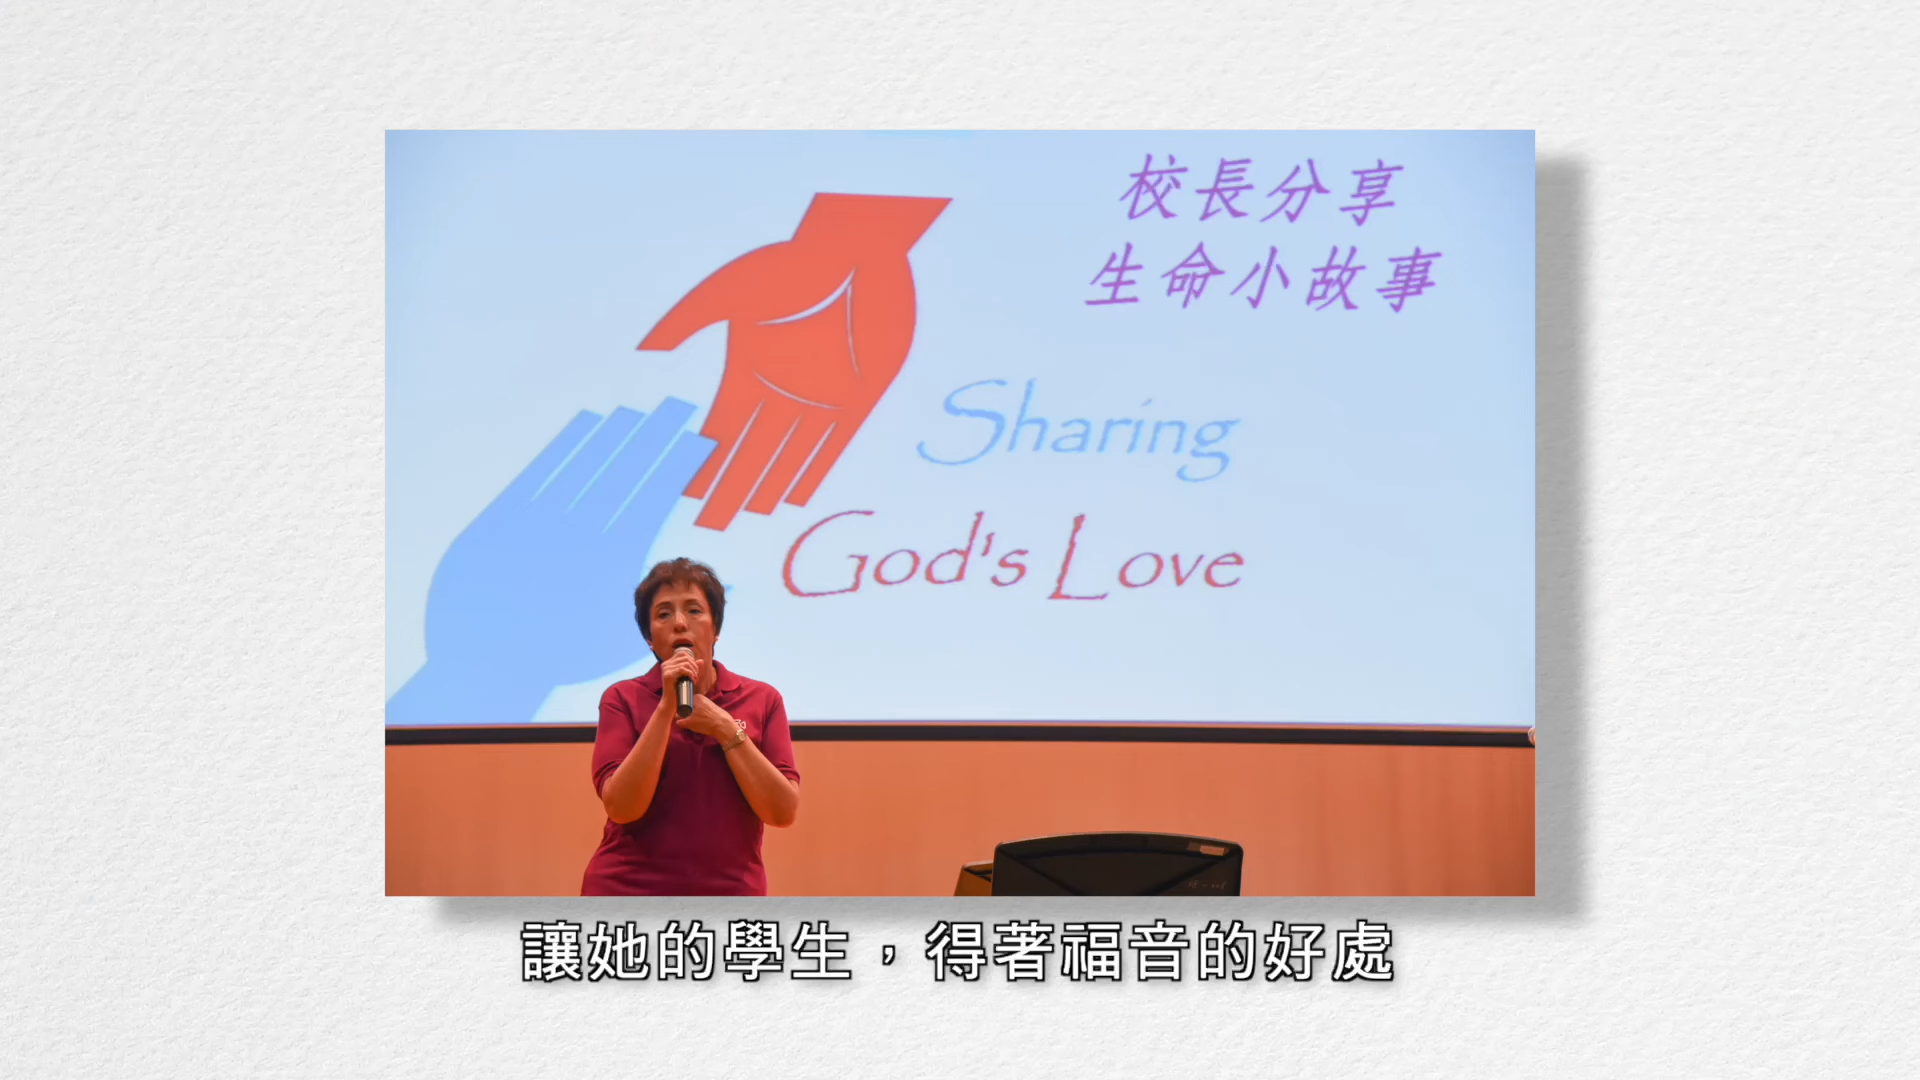 校長分享
生命小故事
Sharing
God's Love
讓她的學生，得著福音的好處